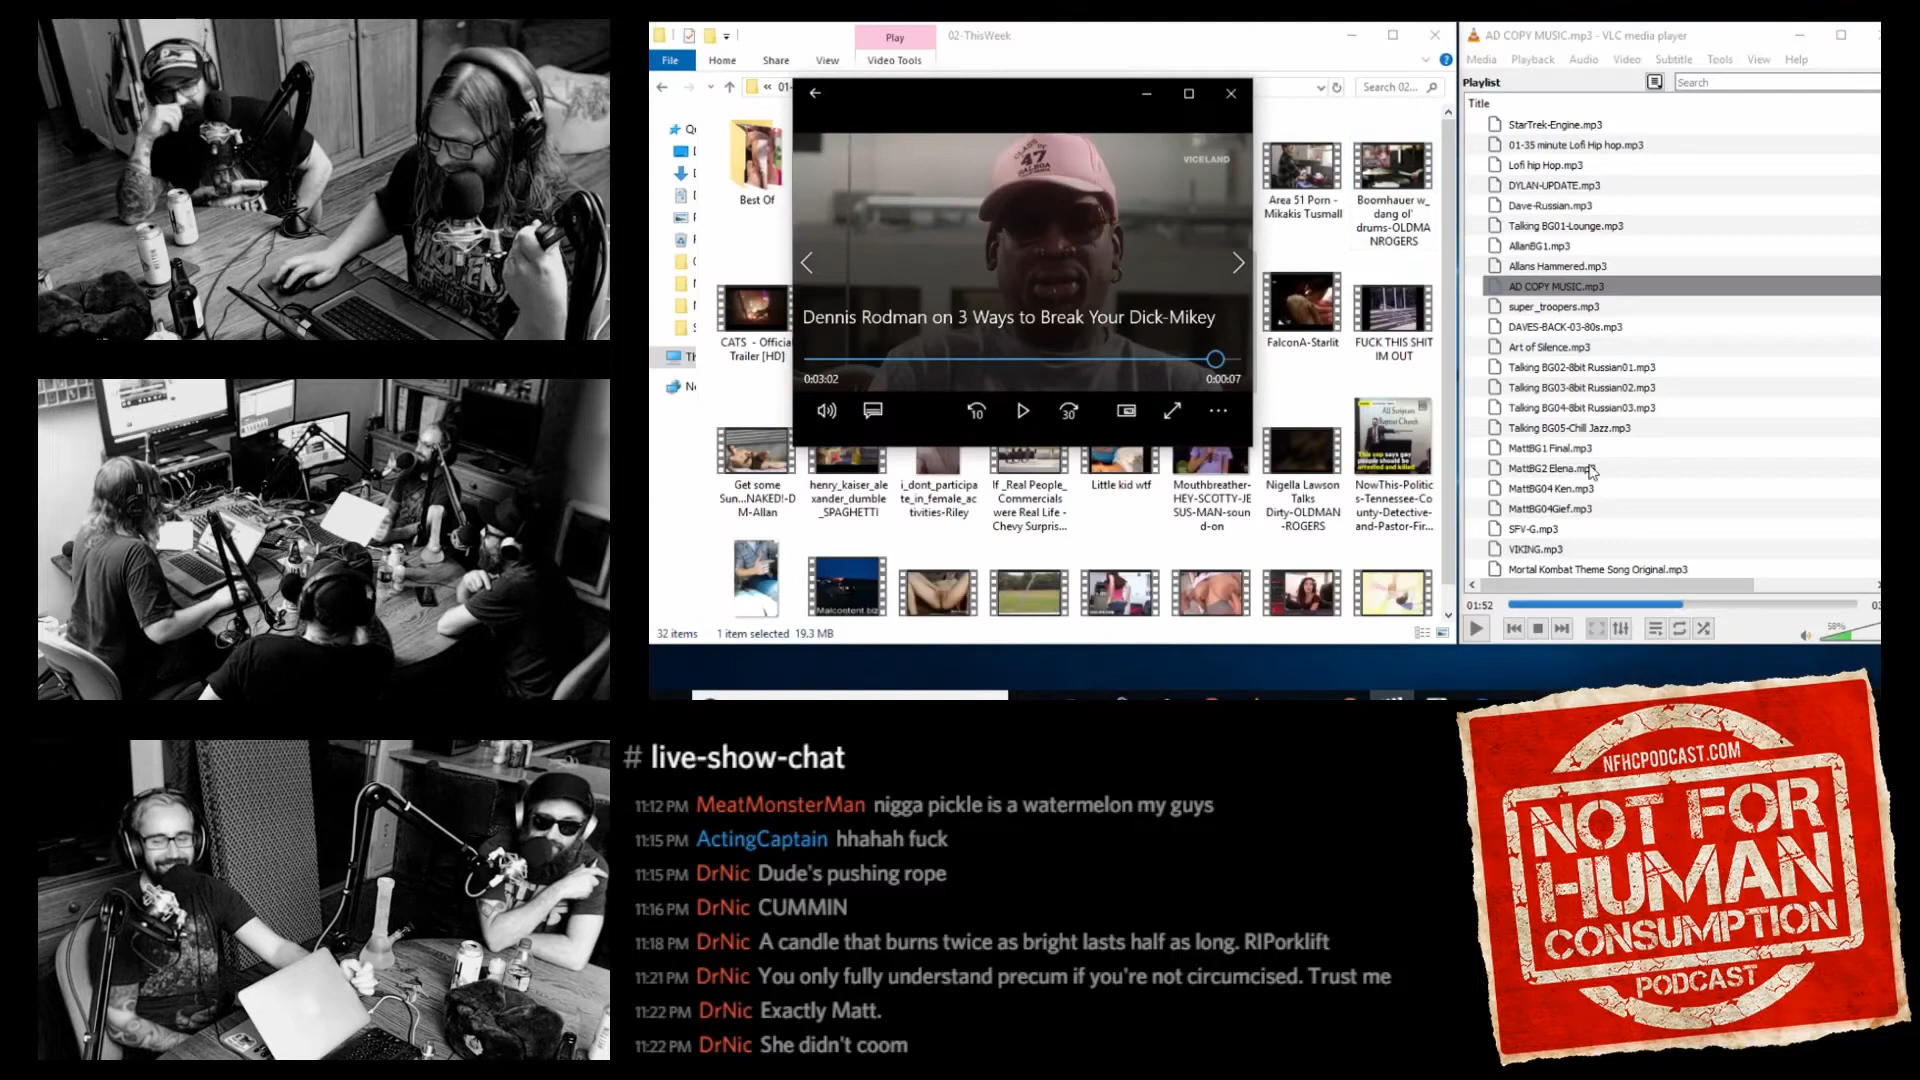 Play
02-ThisWeek
File
Home
Share
View
Video Tools
01-
Search 02...
Best Of
CLASS OF
47
VICELAND
Dennis Rodman on 3 Ways to Break Your Dick-Mikey
0:03:02
0:00:07
10
30
Area 51 Porn -
Mikakis Tusmall
Boomhauer w_
dang ol'
drums-OLDMA
NROGERS
CATS - Official
Trailer [HD]
FalconA-Starlit
FUCK THIS SHIT
IM OUT
Get some
Sun...NAKED!-D
M-Allan
henry_kaiser_ale
xander_dumble
_SPAGHETTI
i_dont_participa
te_in_female_ac
tivities-Riley
If _Real People_
Commercials
were Real Life -
Chevy Surpris...
Little kid wtf
Mouthbreather-
HEY-SCOTTY-JE
SUS-MAN-soun
d-on
Nigella Lawson
Talks
Dirty-OLDMAN
-ROGERS
NowThis-Politic
s-Tennessee-Co
unty-Detective-
and-Pastor-Fir...
Malcontent.biz
32 items
1 item selected 19.3 MB
AD COPY MUSIC.mp3 - VLC media player
Media Playback Audio Video Subtitle Tools View Help
Playlist
Search
Title
StarTrek-Engine.mp3
01-35 minute Lofi Hip hop.mp3
Lofi hip Hop.mp3
DYLAN-UPDATE.mp3
Dave-Russian.mp3
Talking BG01-Lounge.mp3
AllanBG1.mp3
Allans Hammered.mp3
AD COPY MUSIC.mp3
super_troopers.mp3
DAVES-BACK-03-80s.mp3
Art of Silence.mp3
Talking BG02-8bit Russian01.mp3
Talking BG03-8bit Russian02.mp3
Talking BG04-8bit Russian03.mp3
Talking BG05-Chill Jazz.mp3
MattBG1 Final.mp3
MattBG2 Elena.mp3
MattBG04 Ken.mp3
MattBG04Gief.mp3
SFV-G.mp3
VIKING.mp3
Mortal Kombat Theme Song Original.mp3
01:52
58%
# live-show-chat
11:12 PM MeatMonsterMan nigga pickle is a watermelon my guys
11:15 PM ActingCaptain hhahah fuck
11:15 PM DrNic Dude's pushing rope
11:16 PM DrNic CUMMIN
11:18 PM DrNic A candle that burns twice as bright lasts half as long. RIPorklift
11:21 PM DrNic You only fully understand precum if you're not circumcised. Trust me
11:22 PM DrNic Exactly Matt.
11:22 PM DrNic She didn't coom
NFHCPODCAST.COM
NOT FOR
HUMAN
CONSUMPTION
PODCAST